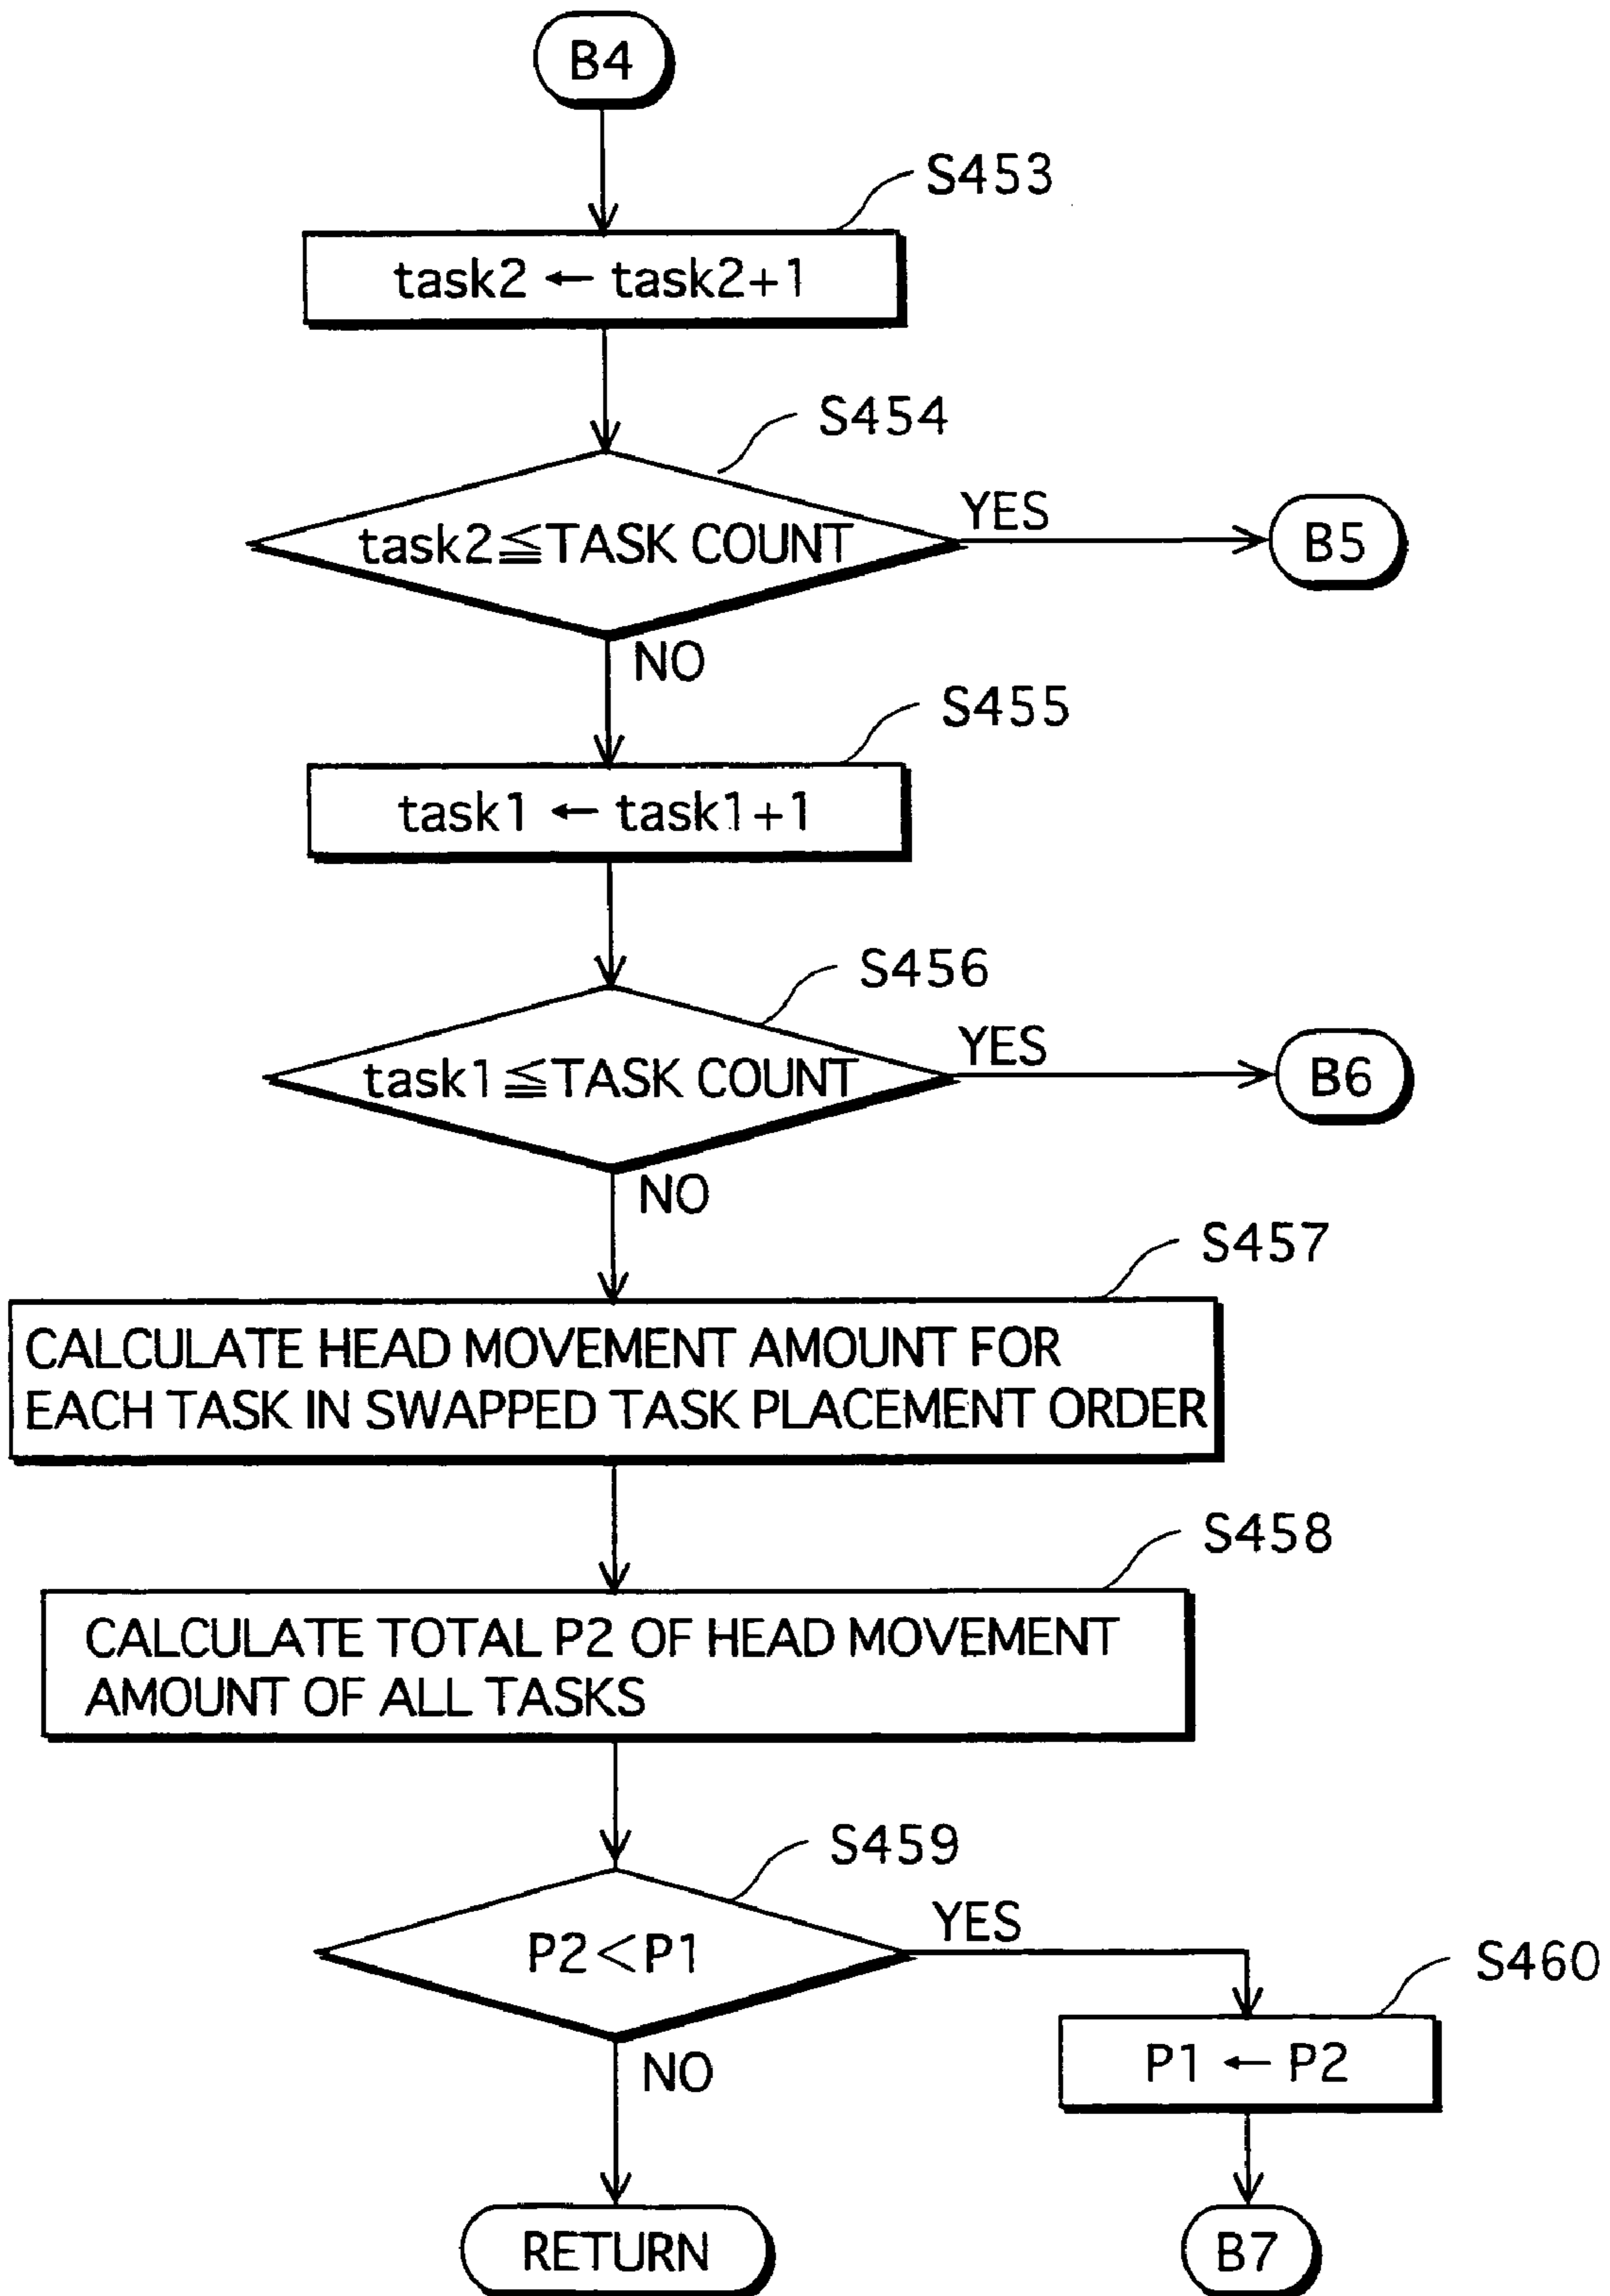 B4
S453
task2 ← task2+1
S454
task2≦TASK COUNT
YES
B5
NO
S455
task1 ← task1+1
S456
task1≦TASK COUNT
YES
B6
NO
S457
CALCULATE HEAD MOVEMENT AMOUNT FOR
EACH TASK IN SWAPPED TASK PLACEMENT ORDER
S458
CALCULATE TOTAL P2 OF HEAD MOVEMENT
AMOUNT OF ALL TASKS
S459
P2<P1
YES
S460
P1 ← P2
NO
RETURN
B7